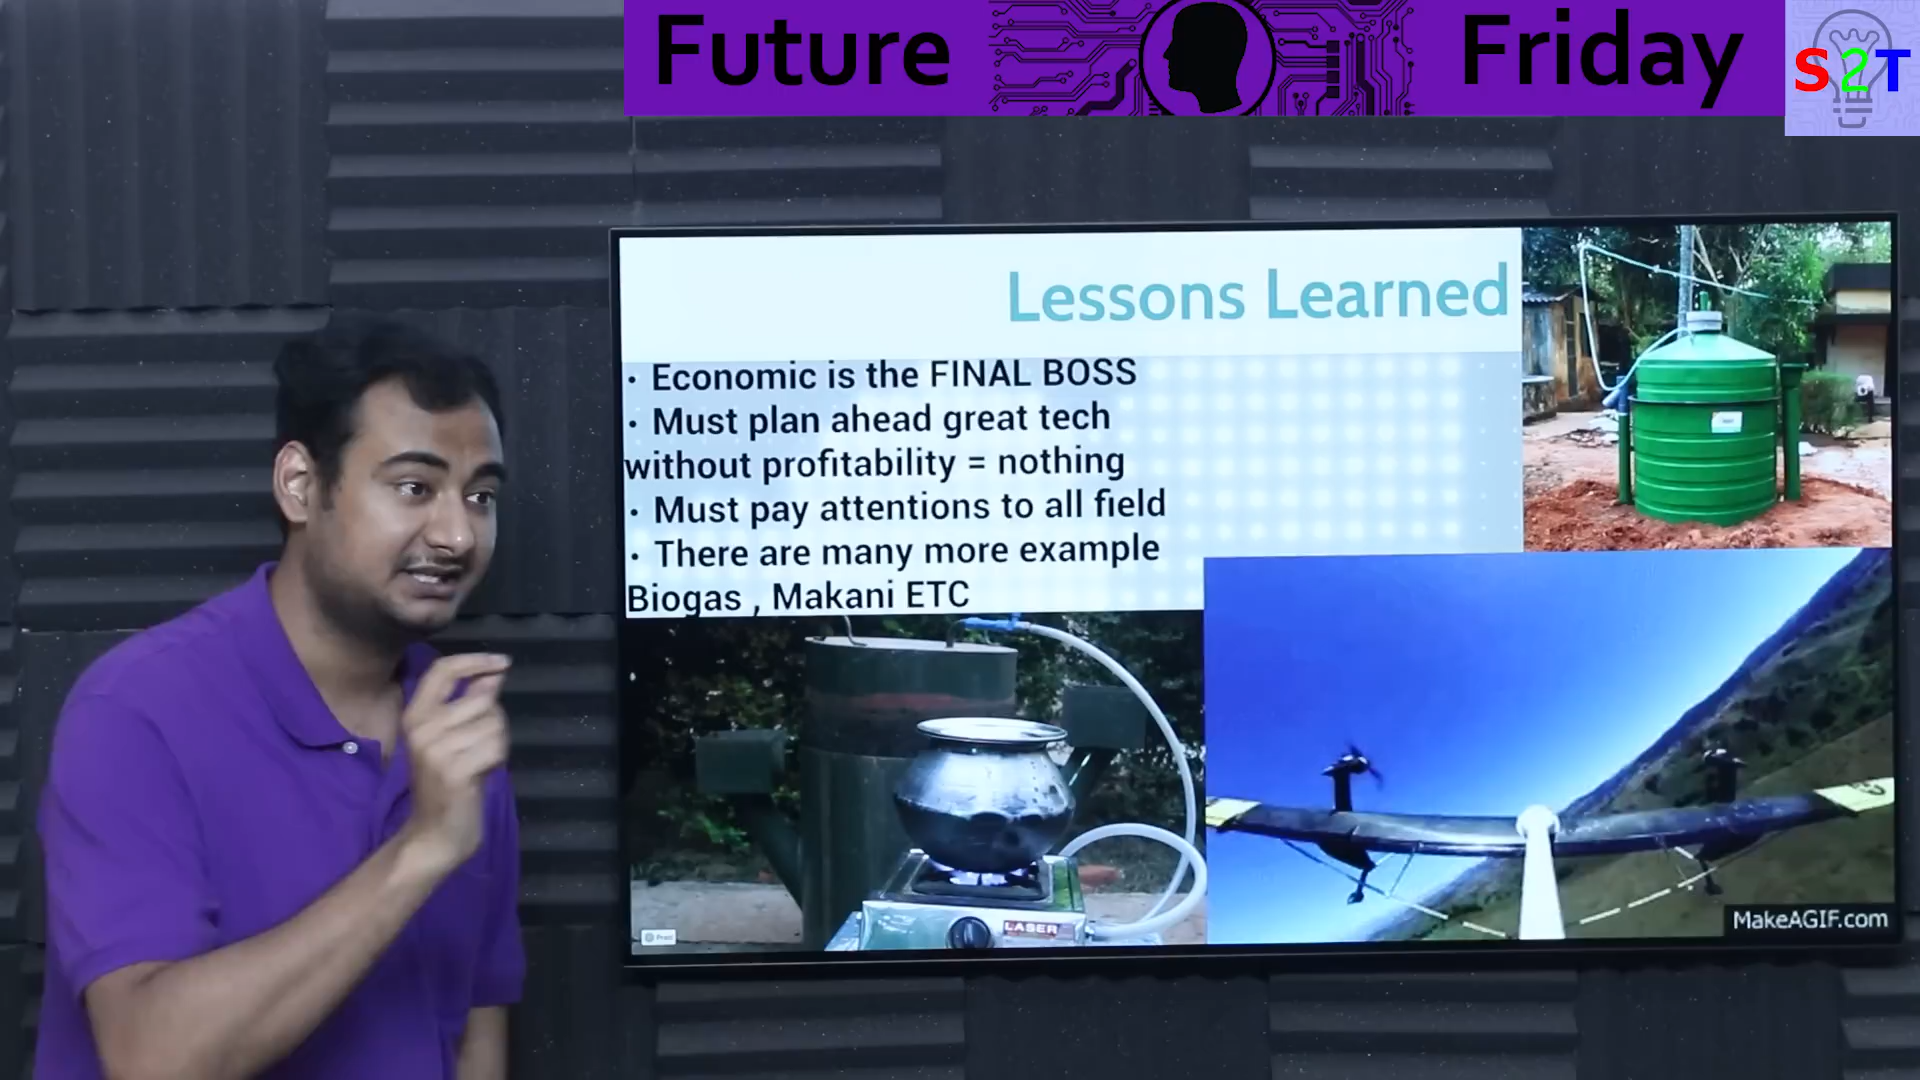 Future Friday
S2T
Lessons Learned
• Economic is the FINAL BOSS
• Must plan ahead great tech
without profitability = nothing
• Must pay attentions to all field
• There are many more example
Biogas , Makani ETC
LASER
MakeAGIF.com